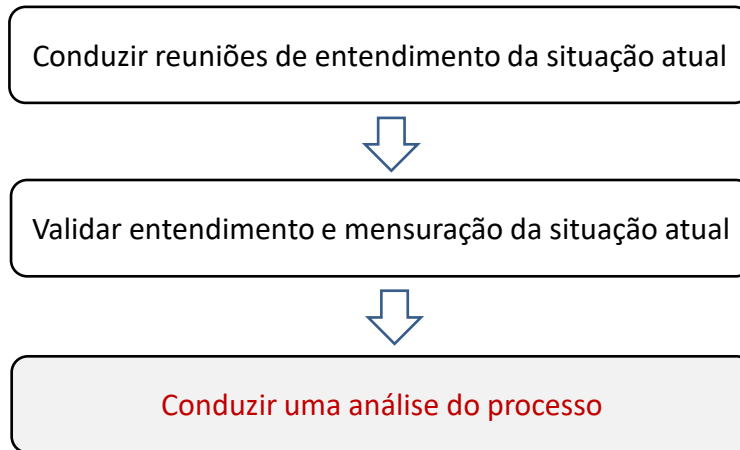 Conduzir reuniões de entendimento da situação atual
Validar entendimento e mensuração da situação atual
Conduzir uma análise do processo